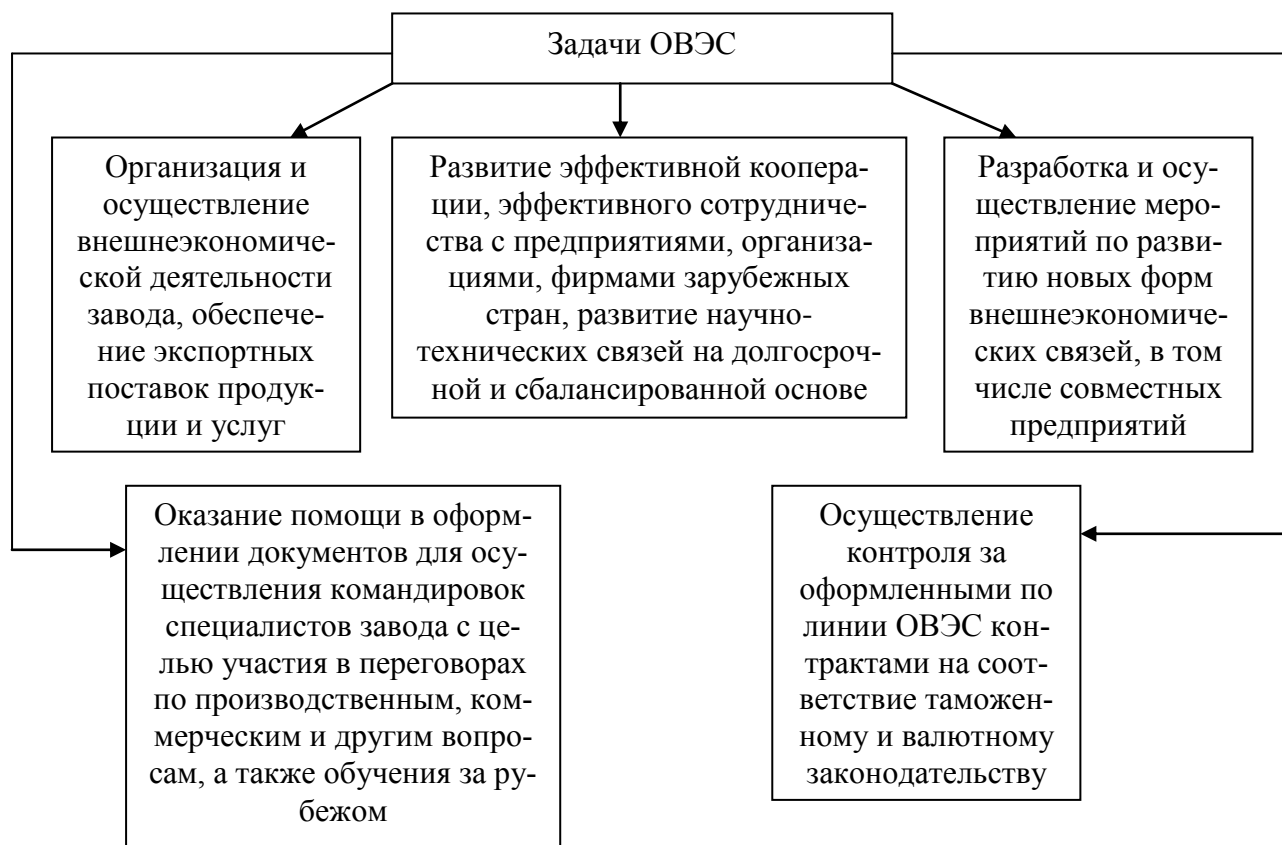 Задачи ОВЭС
Организация и
осуществление
внешнеэкономиче-
ской деятельности
завода, обеспече-
ние экспортных
поставок продук-
ции и услуг
Развитие эффективной коопера-
ции, эффективного сотрудниче-
ства с предприятиями, организа-
циями, фирмами зарубежных
стран, развитие научно-
технических связей на долгосроч-
ной и сбалансированной основе
Разработка и осу-
ществление меро-
приятий по разви-
тию новых форм
внешнеэкономиче-
ских связей, в том
числе совместных
предприятий
Оказание помощи в оформ-
лении документов для осу-
ществления командировок
специалистов завода с це-
лью участия в переговорах
по производственным, ком-
мерческим и другим вопро-
сам, а также обучения за ру-
бежом
Осуществление
контроля за
оформленными по
линии ОВЭС кон-
трактами на соот-
ветствие таможен-
ному и валютному
законодательству